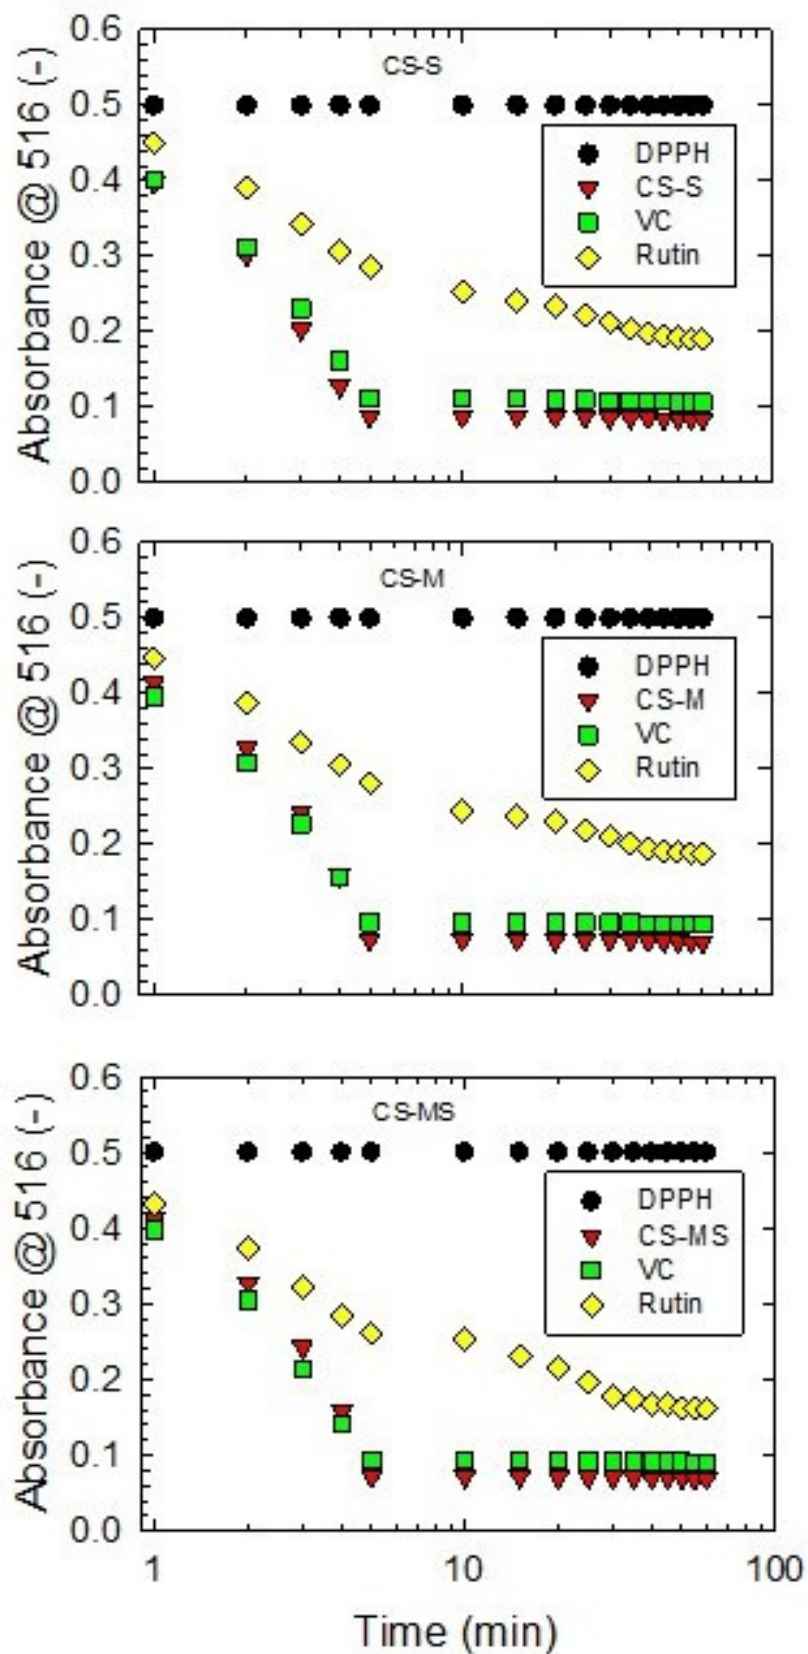 CS-S
Absorbance @ 516 (-)
0.6
0.5
0.4
0.3
0.2
0.1
0.0
DPPH
CS-S
VC
Rutin
CS-M
Absorbance @ 516 (-)
0.6
0.5
0.4
0.3
0.2
0.1
0.0
DPPH
CS-M
VC
Rutin
CS-MS
Absorbance @ 516 (-)
0.6
0.5
0.4
0.3
0.2
0.1
0.0
DPPH
CS-MS
VC
Rutin
1 10 100
Time (min)